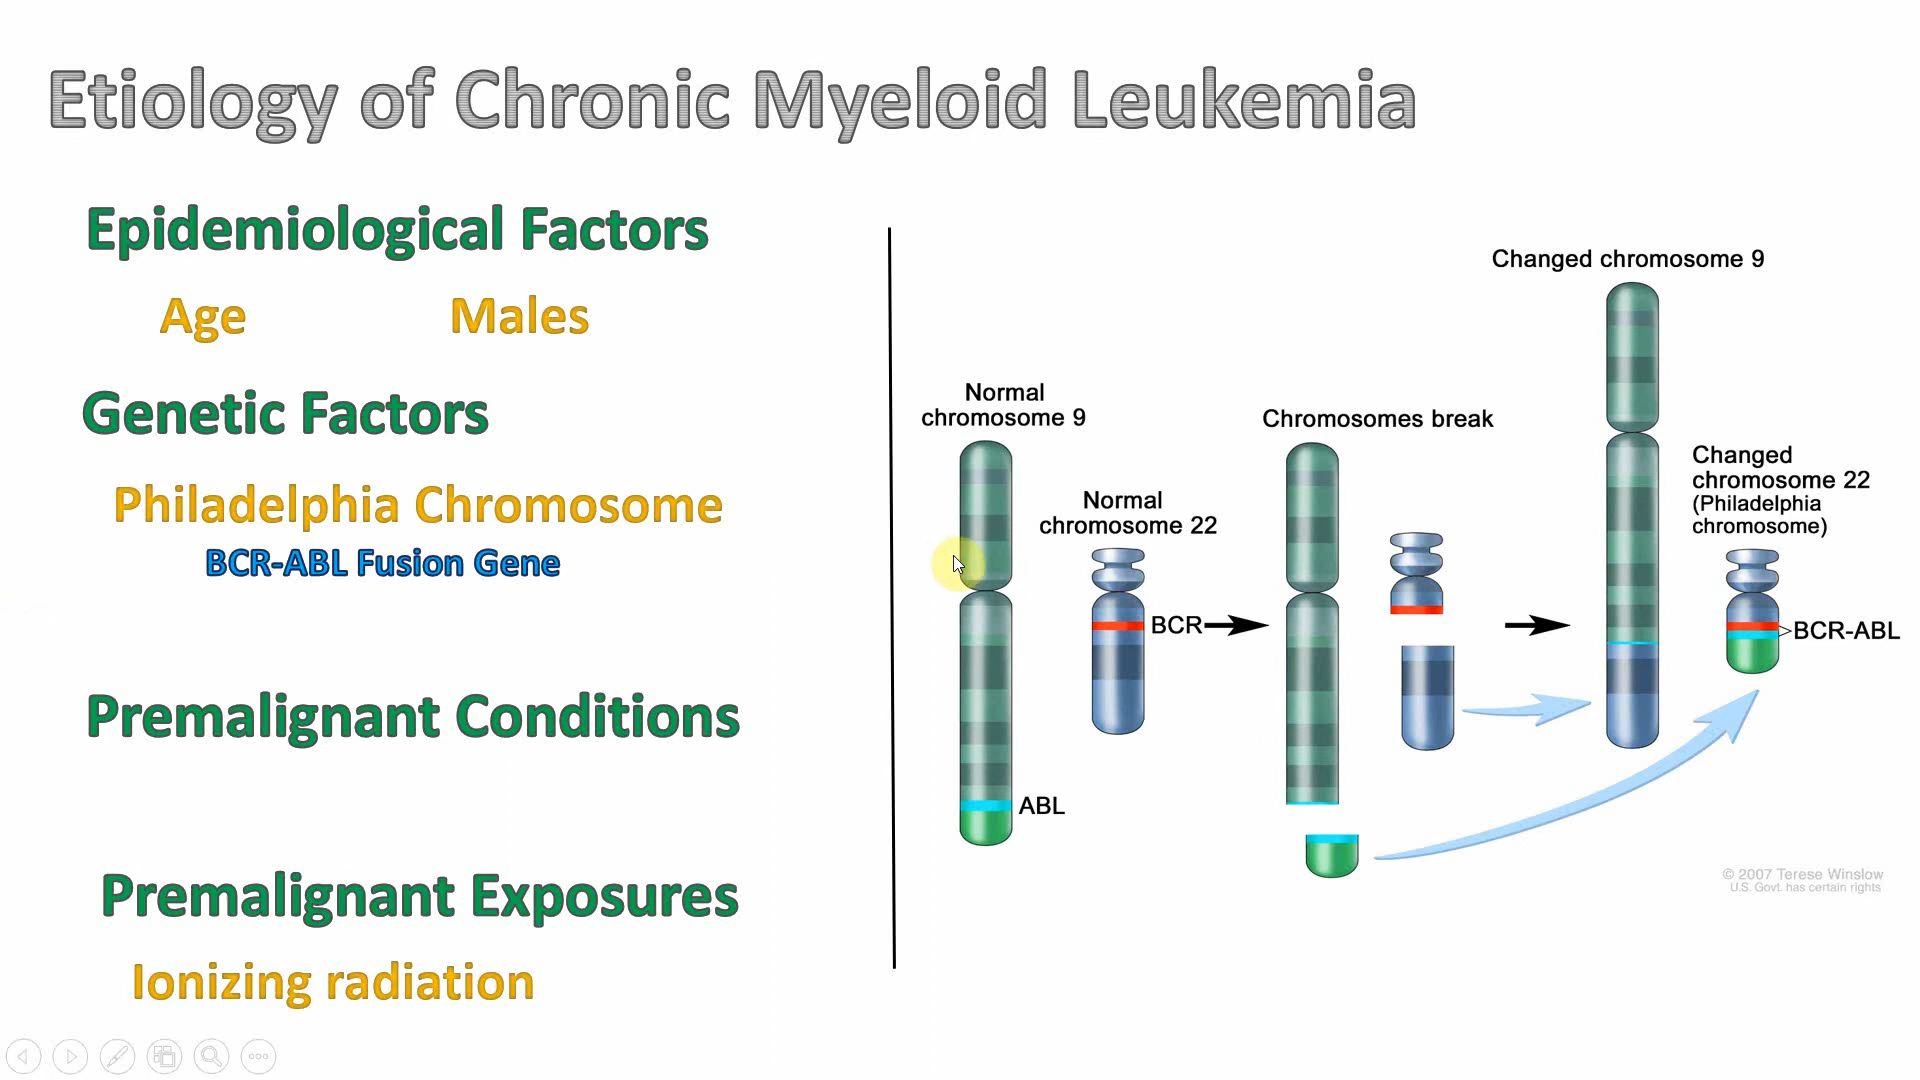 Etiology of Chronic Myeloid Leukemia
Epidemiological Factors
Age
Males
Genetic Factors
Philadelphia Chromosome
BCR-ABL Fusion Gene
Premalignant Conditions
Premalignant Exposures
Ionizing radiation
Normal
chromosome 9
ABL
Normal
chromosome 22
BCR
Chromosomes break
Changed chromosome 9
Changed
chromosome 22
(Philadelphia
chromosome)
BCR-ABL
© 2007 Terese Winslow
U.S. Govt. has certain rights